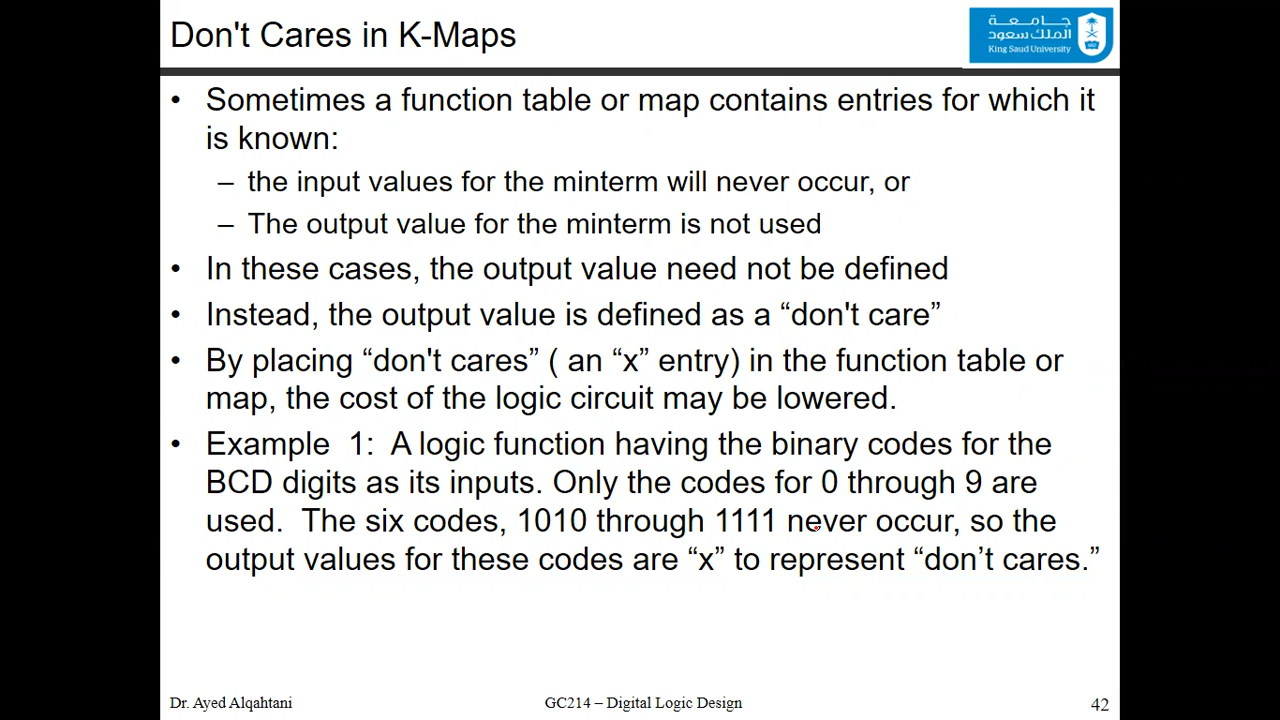 Don't Cares in K-Maps
جامعة
الملك سعود
King Saud University
• Sometimes a function table or map contains entries for which it
is known:
– the input values for the minterm will never occur, or
– The output value for the minterm is not used
• In these cases, the output value need not be defined
• Instead, the output value is defined as a “don't care”
• By placing “don't cares” ( an “x” entry) in the function table or
map, the cost of the logic circuit may be lowered.
• Example 1: A logic function having the binary codes for the
BCD digits as its inputs. Only the codes for 0 through 9 are
used. The six codes, 1010 through 1111 never occur, so the
output values for these codes are “x” to represent “don’t cares.”
Dr. Ayed Alqahtani
GC214 – Digital Logic Design
42